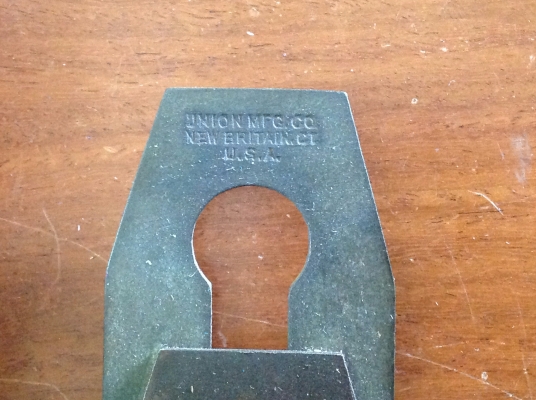 UNION MFG. CO.
NEW BRITAIN. CT.
U.S.A.